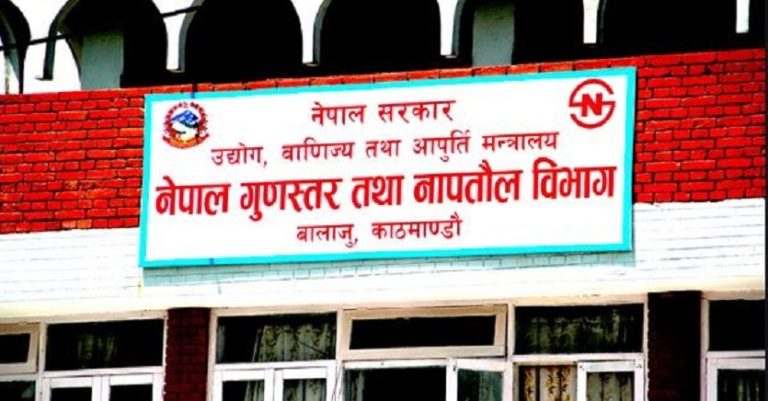 नेपाल सरकार
उद्योग, वाणिज्य तथा आपुर्ति मन्त्रालय
नेपाल गुणस्तर तथा नापतौल विभाग
बालाजु, काठमाण्डौ